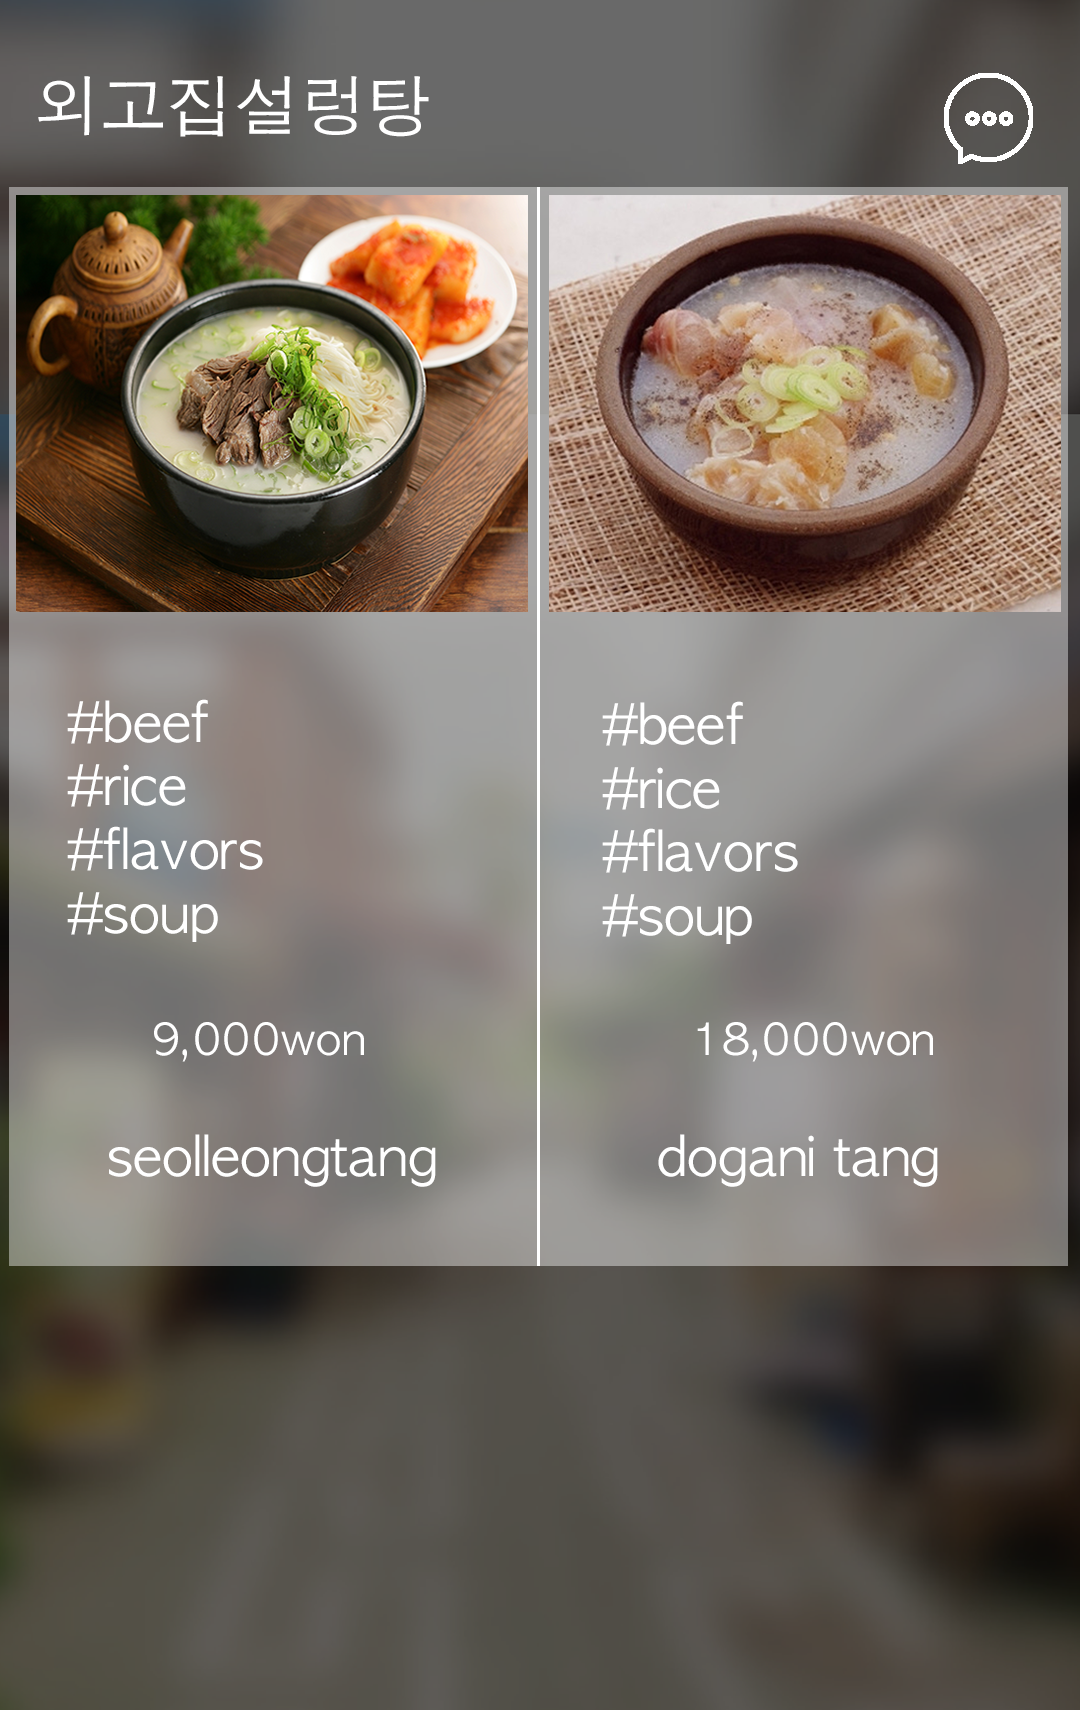 외고집설렁탕
#beef
#rice
#flavors
#soup
9,000won
seolleongtang
#beef
#rice
#flavors
#soup
18,000won
dogani tang